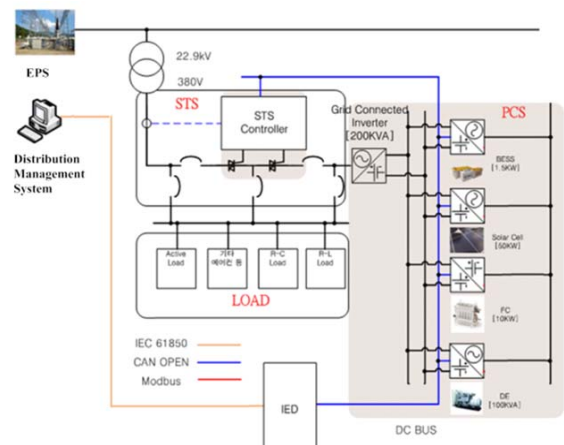 EPS
22.9kV
380V
STS
STS
Controller
Distribution
Management
System
Grid Connected
Inverter
[200KVA]
PCS
BESS
[1.5KW]
Solar Cell
[50KW]
FC
[10KW]
DE
[100KVA]
Active
Load
기타
에어컨 등
R-C
Load
R-L
Load
LOAD
IEC 61850
CAN OPEN
Modbus
IED
DC BUS